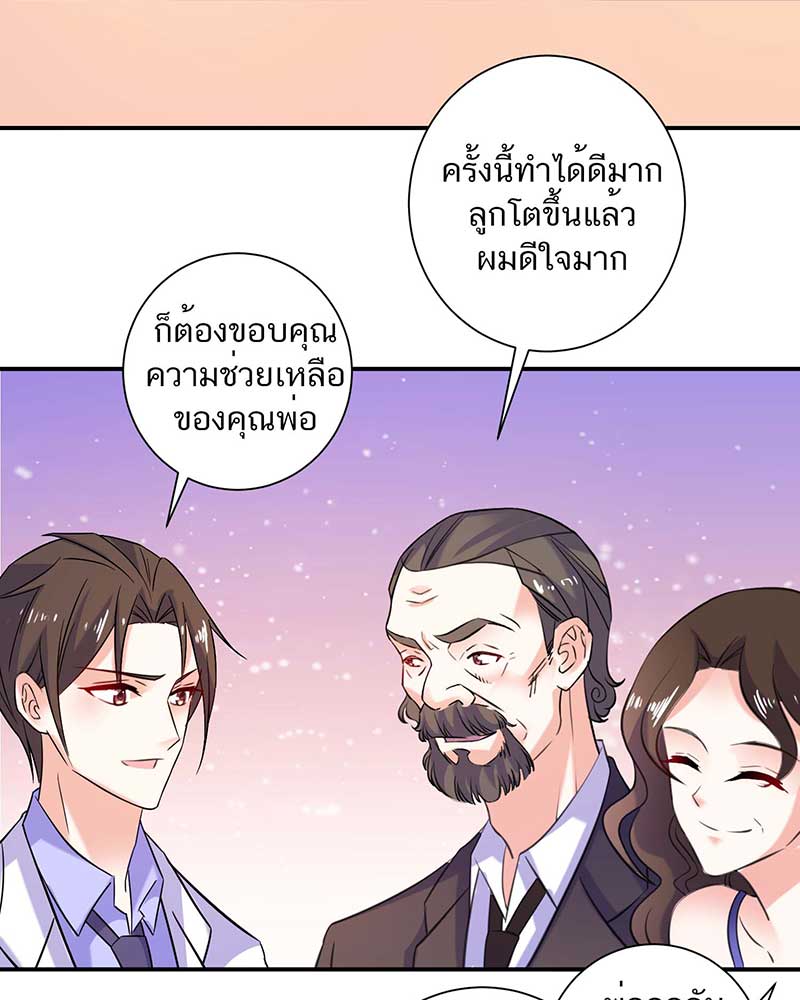 ครั้งนี้ทำได้ดีมาก
ลูกโตขึ้นแล้ว
ผมดีใจมาก
ก็ต้องขอบคุณ
ความช่วยเหลือ
ของคุณพ่อ